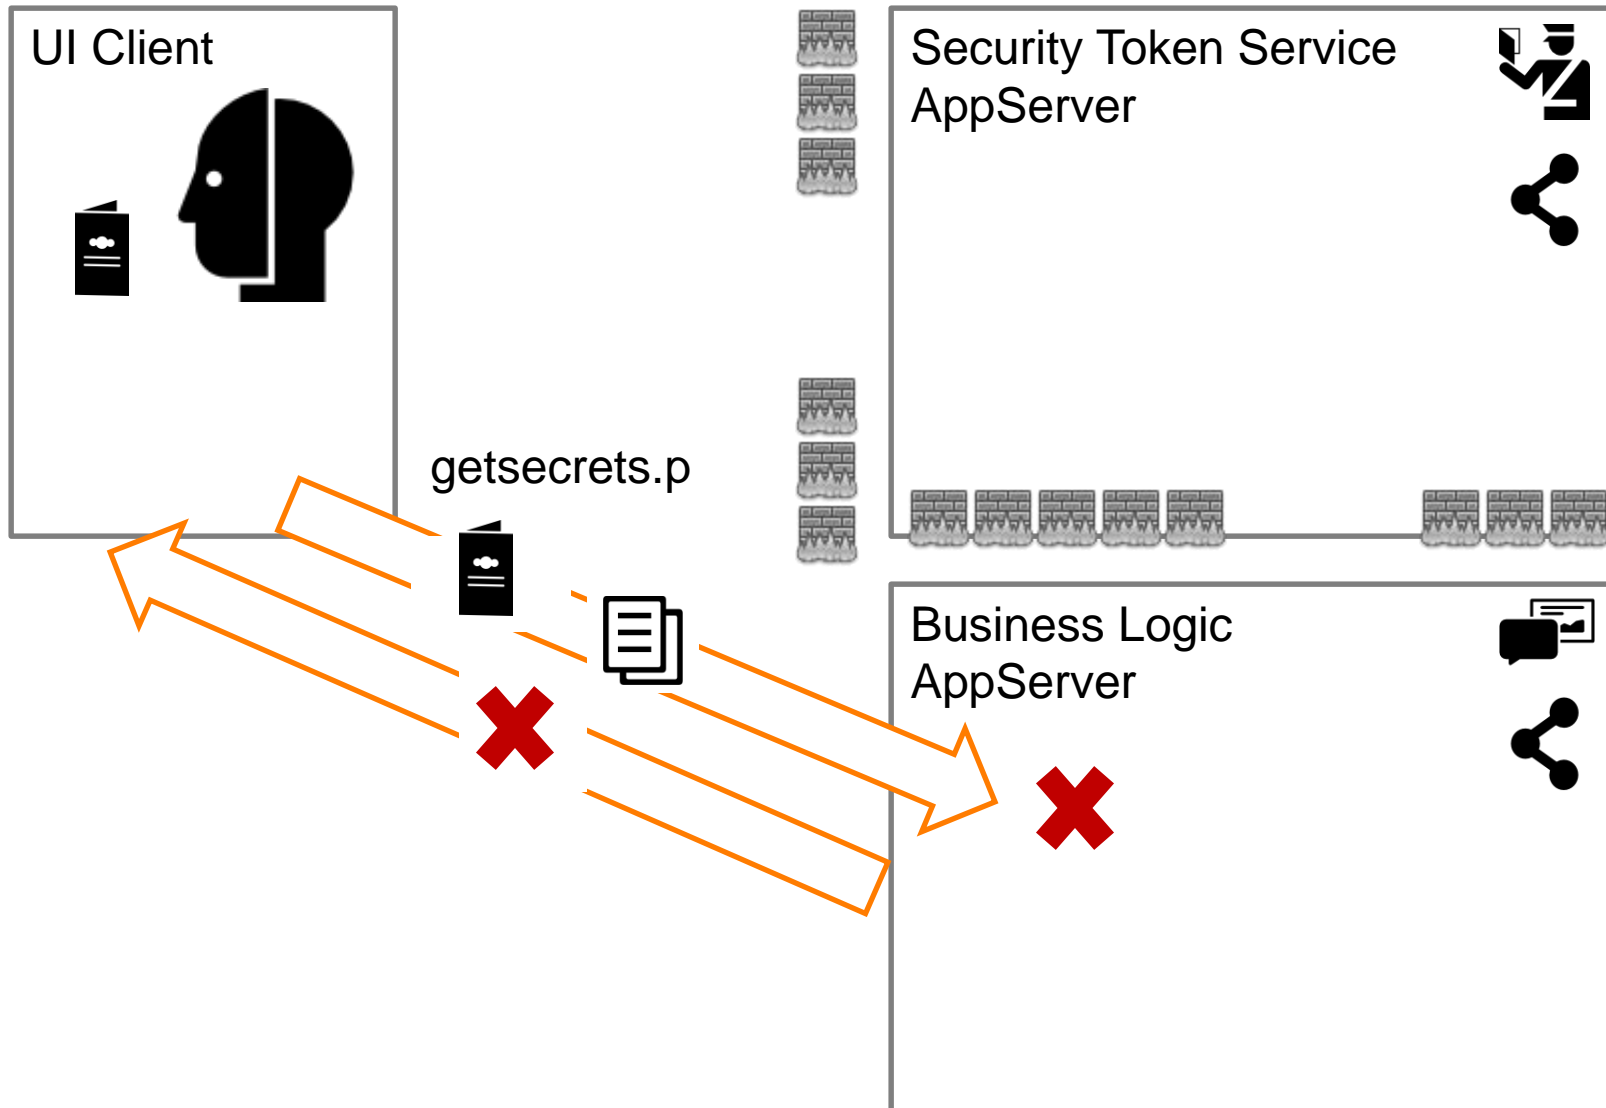 UI Client
Security Token Service
AppServer
getsecrets.p
Business Logic
AppServer